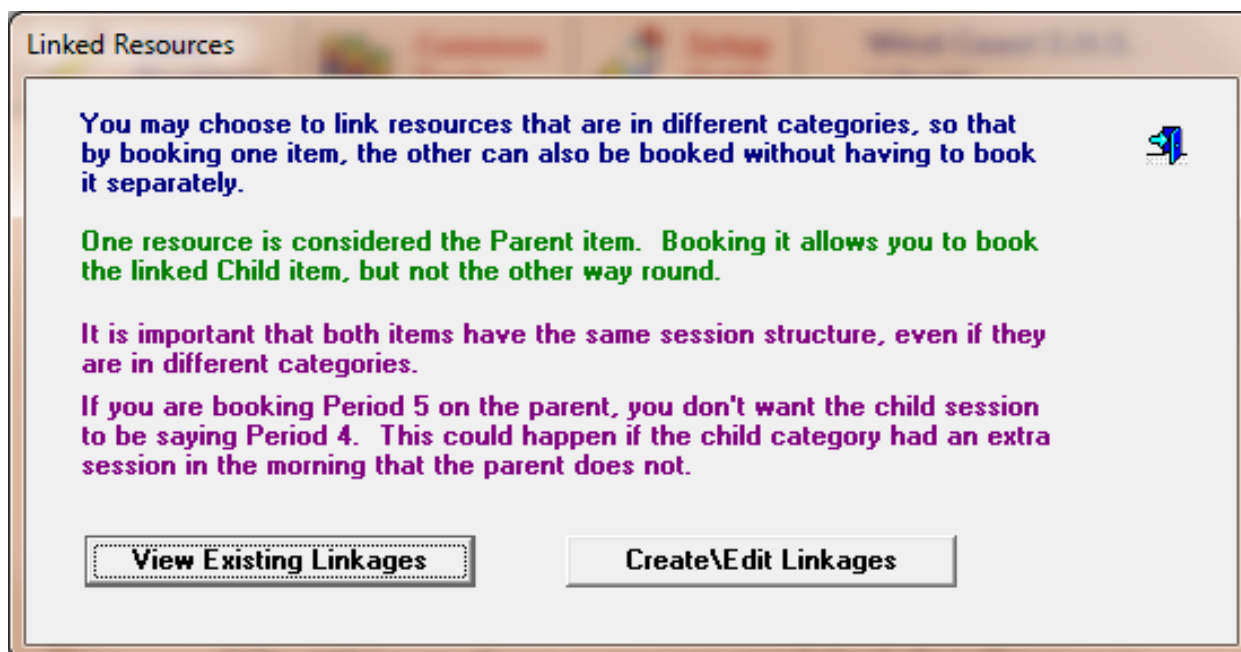 Linked Resources
You may choose to link resources that are in different categories, so that
by booking one item, the other can also be booked without having to book
it separately.
One resource is considered the Parent item.  Booking it allows you to book
the linked Child item, but not the other way round.
It is important that both items have the same session structure, even if they
are in different categories.
If you are booking Period 5 on the parent, you don't want the child session
to be saying Period 4.  This could happen if the child category had an extra
session in the morning that the parent does not.
View Existing Linkages
Create\Edit Linkages